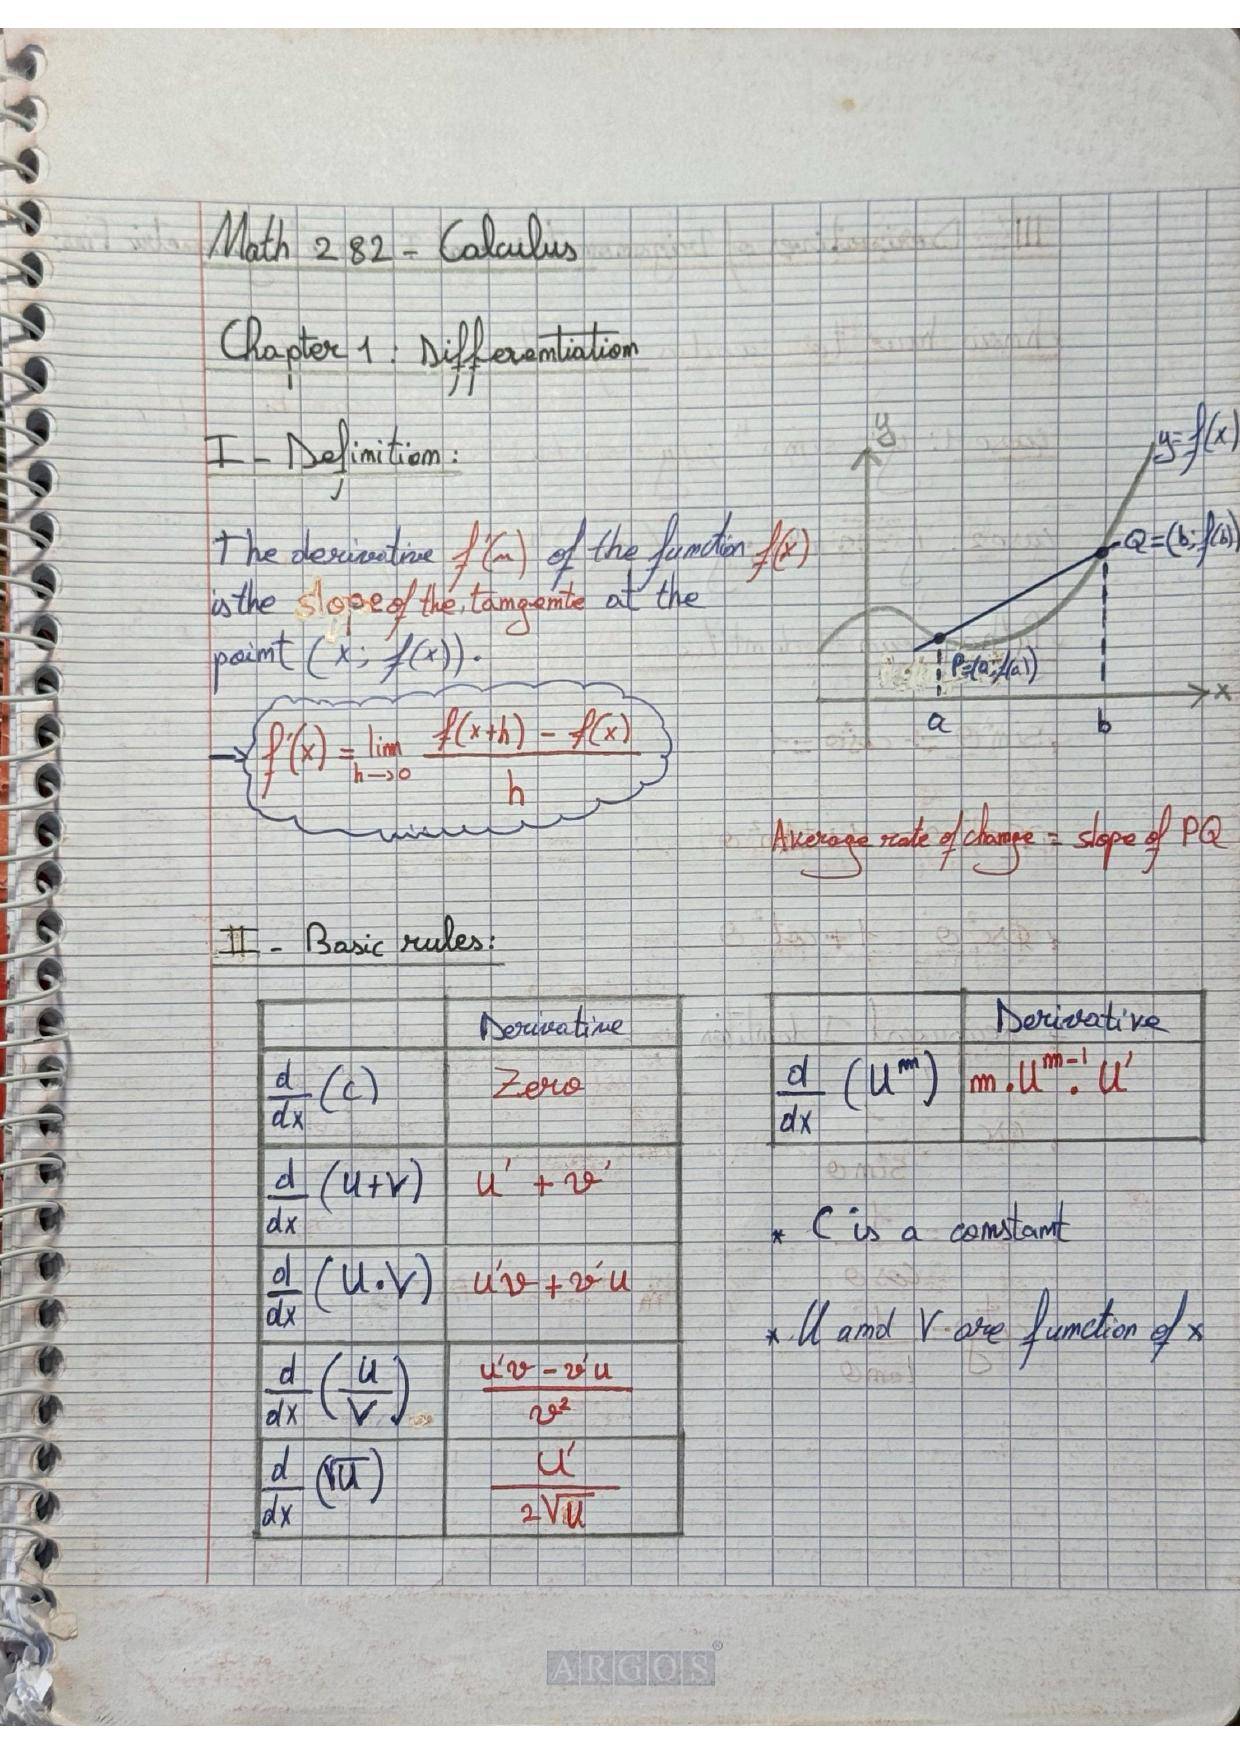 Math 282 - Calculus
Chapter 1 : Differentiation
I - Definition :
The derivative f'(x) of the function f(x)
is the slope of the tangente at the
point (x; f(x)).
→ f'(x) = lim h→0 f(x+h) - f(x) / h
y
y=f(x)
Q=(b; f(b))
P=(a; f(a))
x
a b
Average rate of change = slope of PQ
II - Basic rules:
Derivative
d/dx (c) Zero
d/dx (u+v) u' + v'
d/dx (U•V) u'v + v'u
d/dx (u/v) u'v - v'u / v²
d/dx (√u) U' / 2√U
Derivative
d/dx (U^n) n . U^n-1 . U'
* C is a constant
* U and V are function of x
ARGOS®